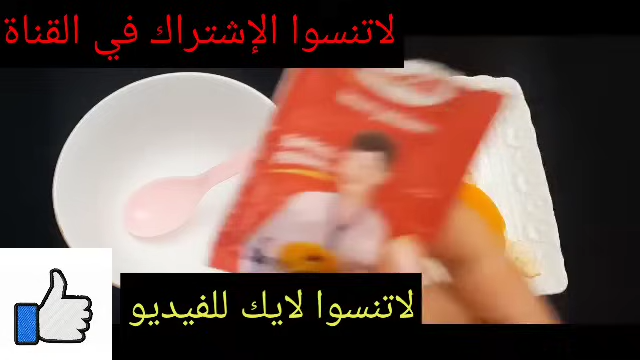 لاتنسوا الإشتراك في القناة
لاتنسوا لايك للفيديو